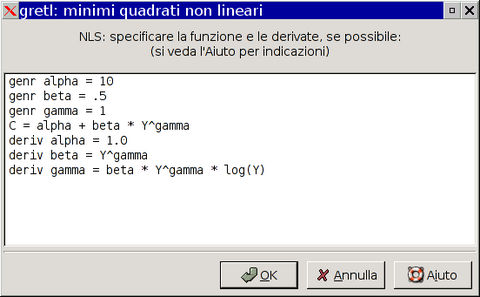 gretl: minimi quadrati non lineari
NLS: specificare la funzione e le derivate, se possibile:
(si veda l'Aiuto per indicazioni)
genr alpha = 10
genr beta = .5
genr gamma = 1
C = alpha + beta * Y^gamma
deriv alpha = 1.0
deriv beta = Y^gamma
deriv gamma = beta * Y^gamma * log(Y)
OK Annulla Aiuto